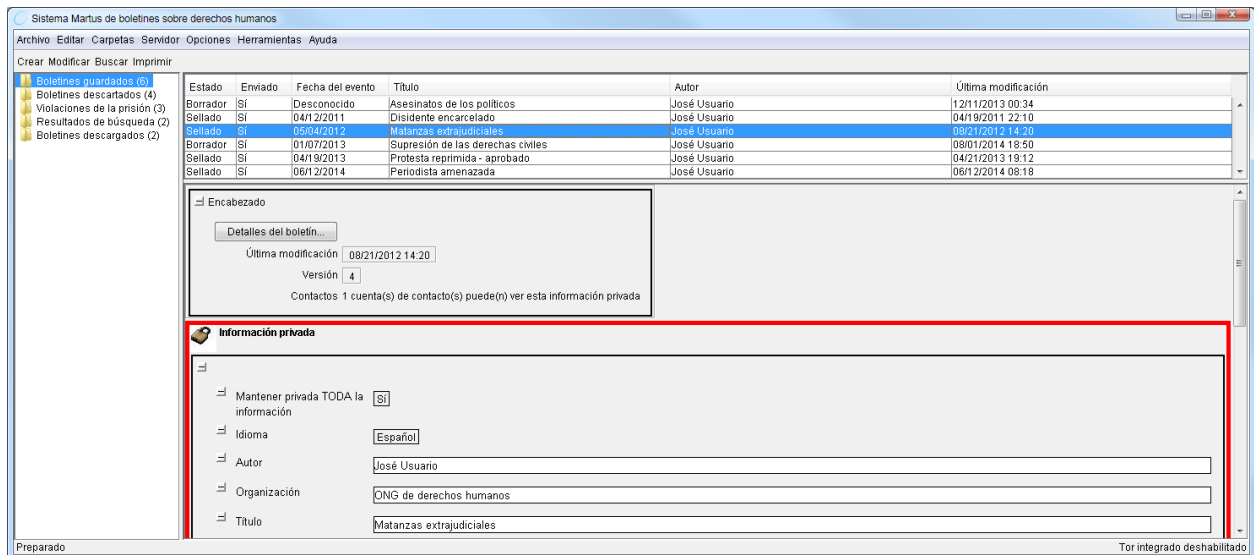 Sistema Martus de boletines sobre derechos humanos
Archivo Editar Carpetas Servidor Opciones Herramientas Ayuda
Crear Modificar Buscar Imprimir
Boletines guardados (6)
Boletines descartados (4)
Violaciones de la prisión (3)
Resultados de búsqueda (2)
Boletines descargados (2)
Estado Enviado Fecha del evento Título Autor Última modificación
Borrador Sí Desconocido Asesinatos de los políticos José Usuario 12/11/2013 00:34
Sellado Sí 04/12/2011 Disidente encarcelado José Usuario 04/19/2011 22:10
Sellado Sí 05/04/2012 Matanzas extrajudiciales José Usuario 08/21/2012 14:20
Borrador Sí 01/07/2013 Supresión de las derechas civiles José Usuario 08/01/2014 18:50
Sellado Sí 04/19/2013 Protesta reprimida - aprobado José Usuario 04/21/2013 19:12
Sellado Sí 06/12/2014 Periodista amenazada José Usuario 06/12/2014 08:18
Encabezado
Detalles del boletín...
Última modificación 08/21/2012 14:20
Versión 4
Contactos 1 cuenta(s) de contacto(s) puede(n) ver esta información privada
Información privada
Mantener privada TODA la información Sí
Idioma Español
Autor José Usuario
Organización ONG de derechos humanos
Título Matanzas extrajudiciales
Preparado Tor integrado deshabilitado